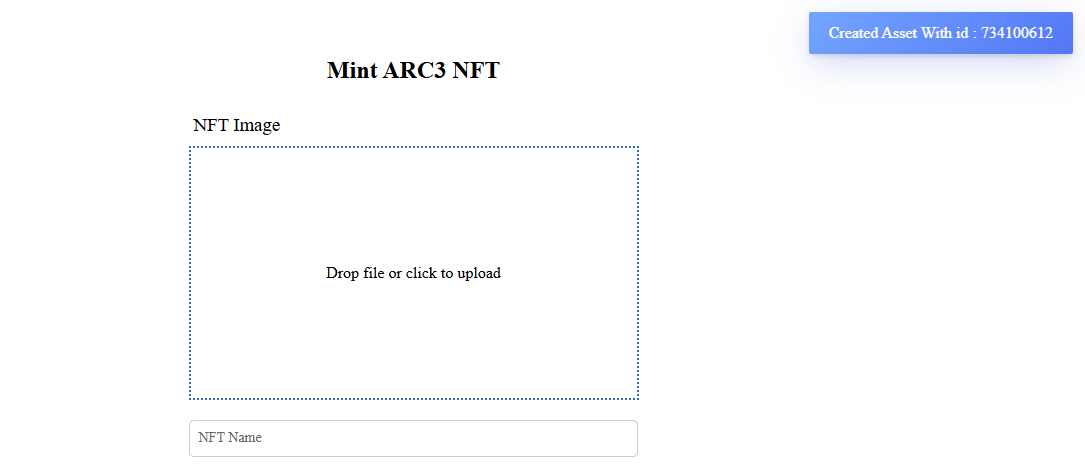 Created Asset With id : 734100612
Mint ARC3 NFT
NFT Image
Drop file or click to upload
NFT Name